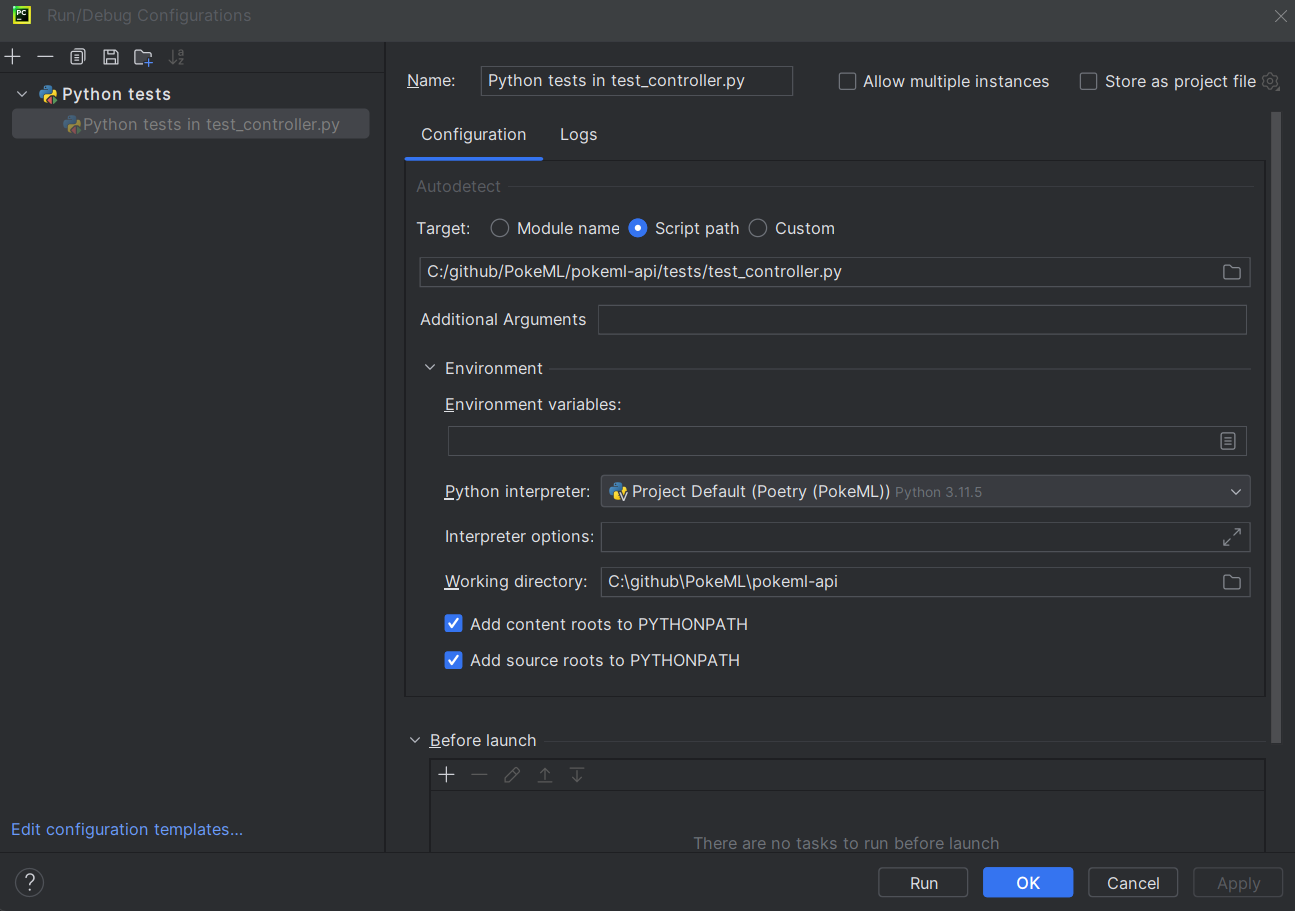 PC
Run/Debug Configurations
Python tests
Python tests in test_controller.py
Edit configuration templates...
Name: Python tests in test_controller.py Allow multiple instances Store as project file
Configuration Logs
Autodetect
Target: Module name Script path Custom
C:/github/PokeML/pokeml-api/tests/test_controller.py
Additional Arguments
Environment
Environment variables:
Python interpreter: Project Default (Poetry (PokeML)) Python 3.11.5
Interpreter options:
Working directory: C:\github\PokeML\pokeml-api
Add content roots to PYTHONPATH
Add source roots to PYTHONPATH
Before launch
There are no tasks to run before launch
? Run OK Cancel Apply